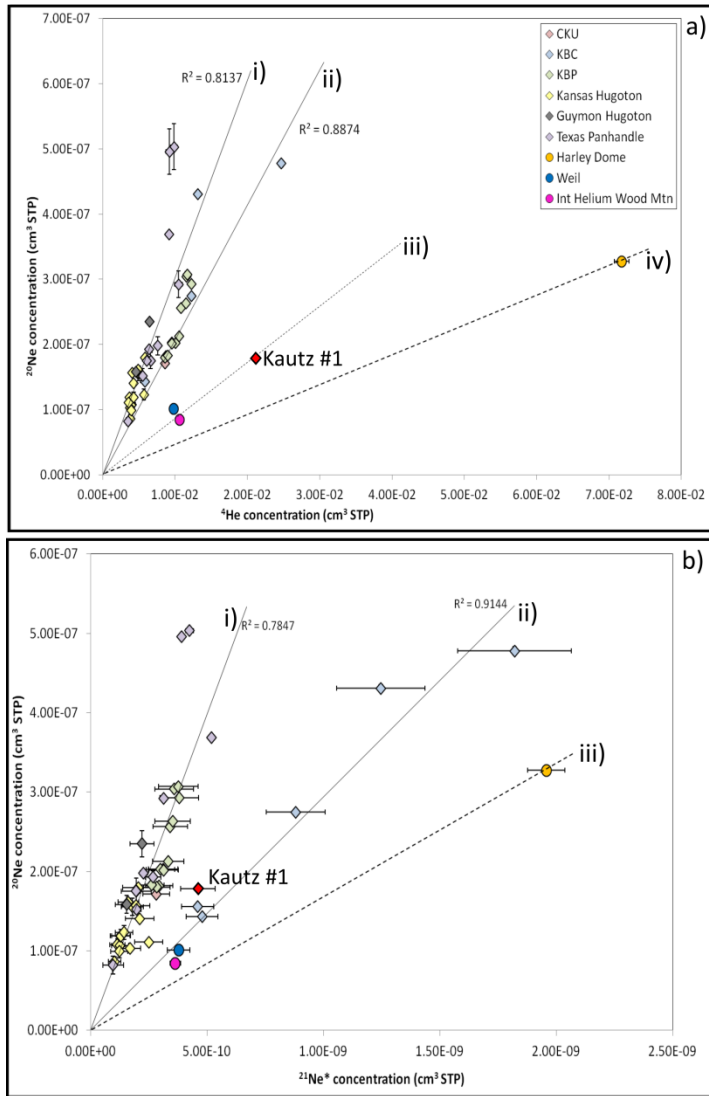 a)
7.00E-07
6.00E-07
5.00E-07
4.00E-07
3.00E-07
2.00E-07
1.00E-07
0.00E+00
²⁰Ne concentration (cm³ STP)
R² = 0.8137
i)
ii)
R² = 0.8874
iii)
iv)
Kautz #1
CKU
KBC
KBP
Kansas Hugoton
Guymon Hugoton
Texas Panhandle
Harley Dome
Weil
Int Helium Wood Mtn
0.00E+00 1.00E-02 2.00E-02 3.00E-02 4.00E-02 5.00E-02 6.00E-02 7.00E-02 8.00E-02
⁴He concentration (cm³ STP)
b)
6.00E-07
5.00E-07
4.00E-07
3.00E-07
2.00E-07
1.00E-07
0.00E+00
²⁰Ne concentration (cm³ STP)
i)
R² = 0.7847
R² = 0.9144
ii)
iii)
Kautz #1
0.00E+00 5.00E-10 1.00E-09 1.50E-09 2.00E-09 2.50E-09
²¹Ne* concentration (cm³ STP)